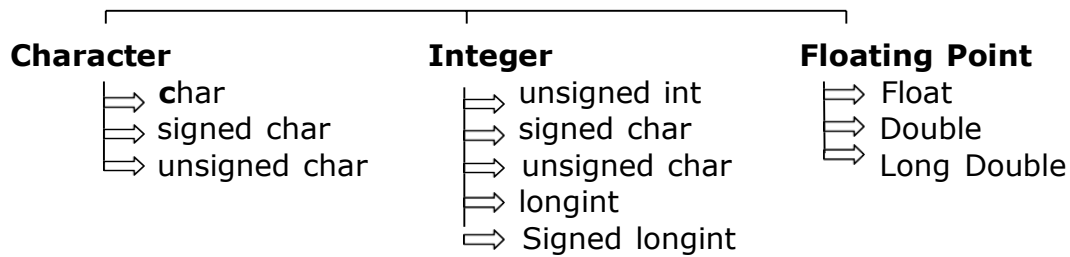 Character
char
signed char
unsigned char
Integer
unsigned int
signed char
unsigned char
longint
Signed longint
Floating Point
Float
Double
Long Double